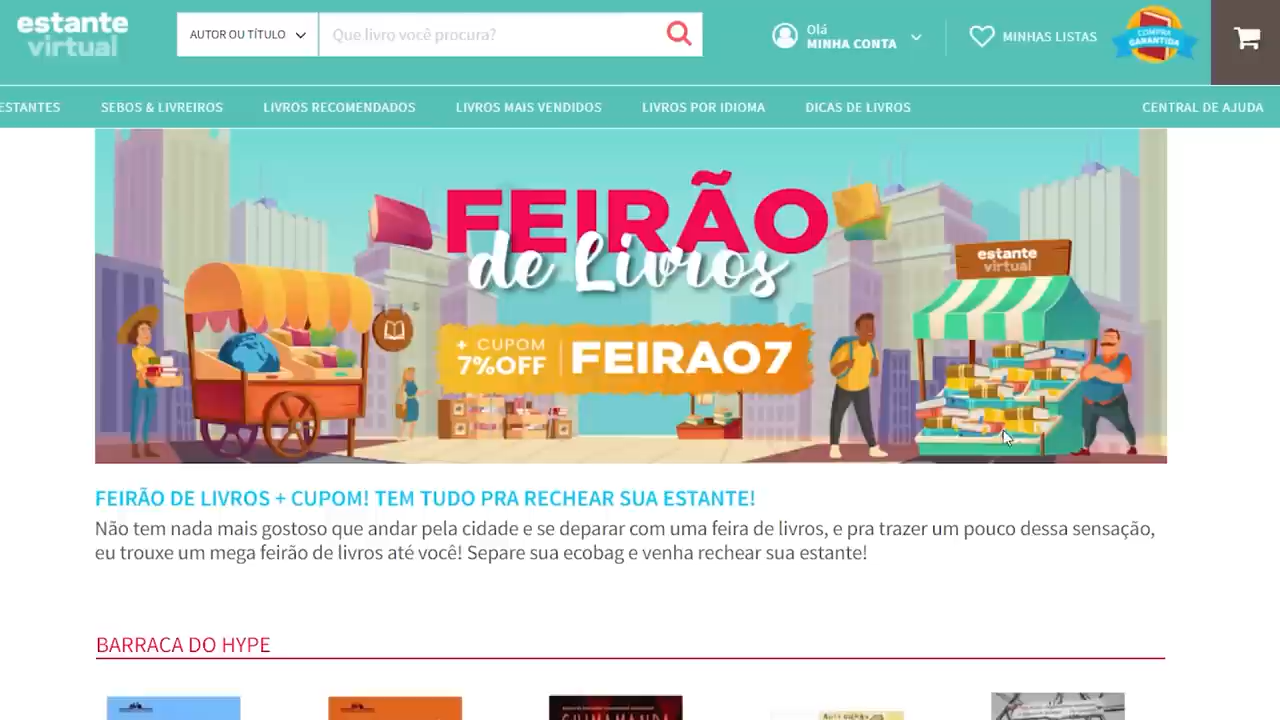 estante
virtual
AUTOR OU TÍTULO
Que livro você procura?
Olá
MINHA CONTA
MINHAS LISTAS
COMPRA
GARANTIDA
ESTANTES
SEBOS & LIVREIROS
LIVROS RECOMENDADOS
LIVROS MAIS VENDIDOS
LIVROS POR IDIOMA
DICAS DE LIVROS
CENTRAL DE AJUDA
FEIRÃO
de Livros
estante
virtual
+ CUPOM
7%OFF
FEIRAO7
FEIRÃO DE LIVROS + CUPOM! TEM TUDO PRA RECHEAR SUA ESTANTE!
Não tem nada mais gostoso que andar pela cidade e se deparar com uma feira de livros, e pra trazer um pouco dessa sensação,
eu trouxe um mega feirão de livros até você! Separe sua ecobag e venha rechear sua estante!
BARRACA DO HYPE